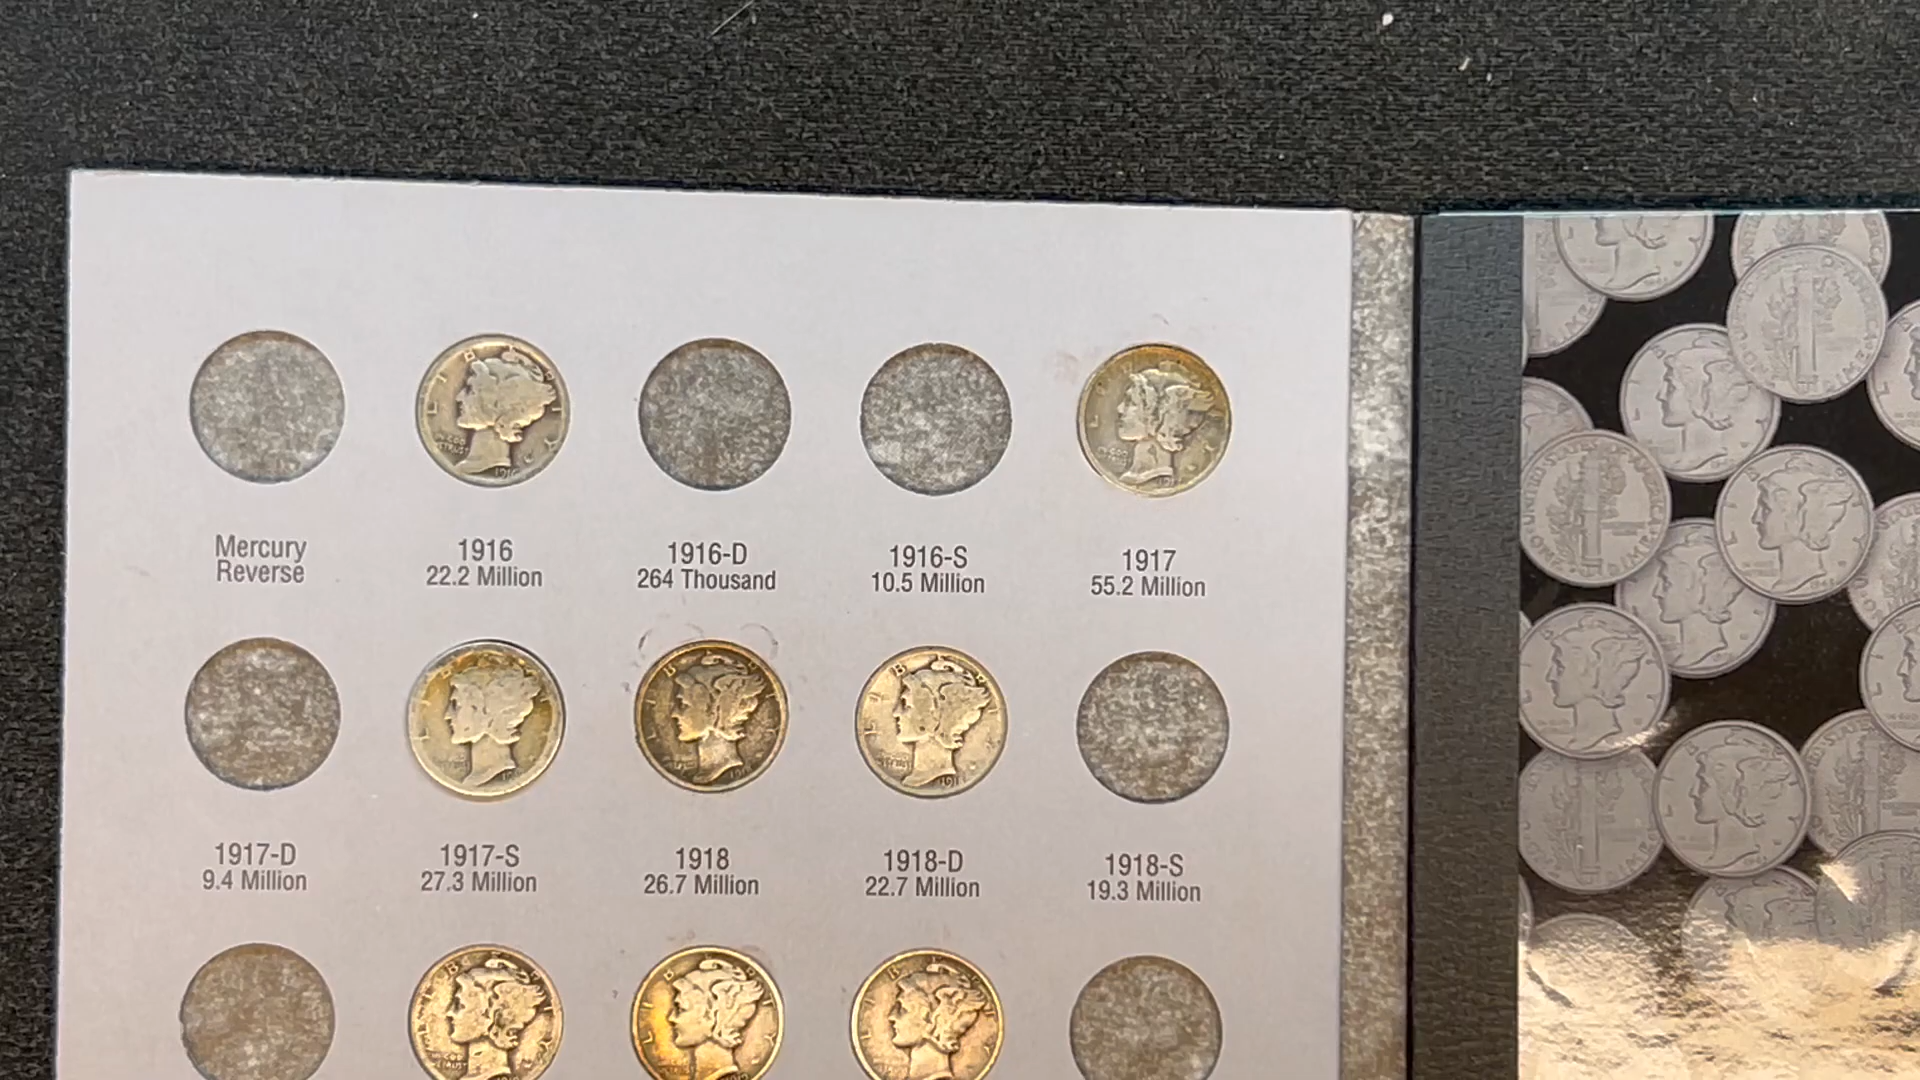 Mercury
Reverse
1916
22.2 Million
1916-D
264 Thousand
1916-S
10.5 Million
1917
55.2 Million
1917-D
9.4 Million
1917-S
27.3 Million
1918
26.7 Million
1918-D
22.7 Million
1918-S
19.3 Million